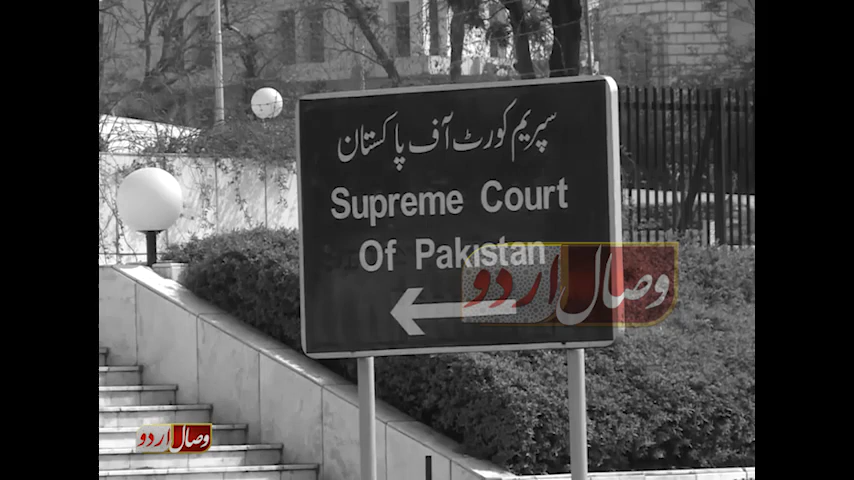 سپریم کورٹ آف پاکستان
Supreme Court
Of Pakistan
وصال اردو
وصال اردو